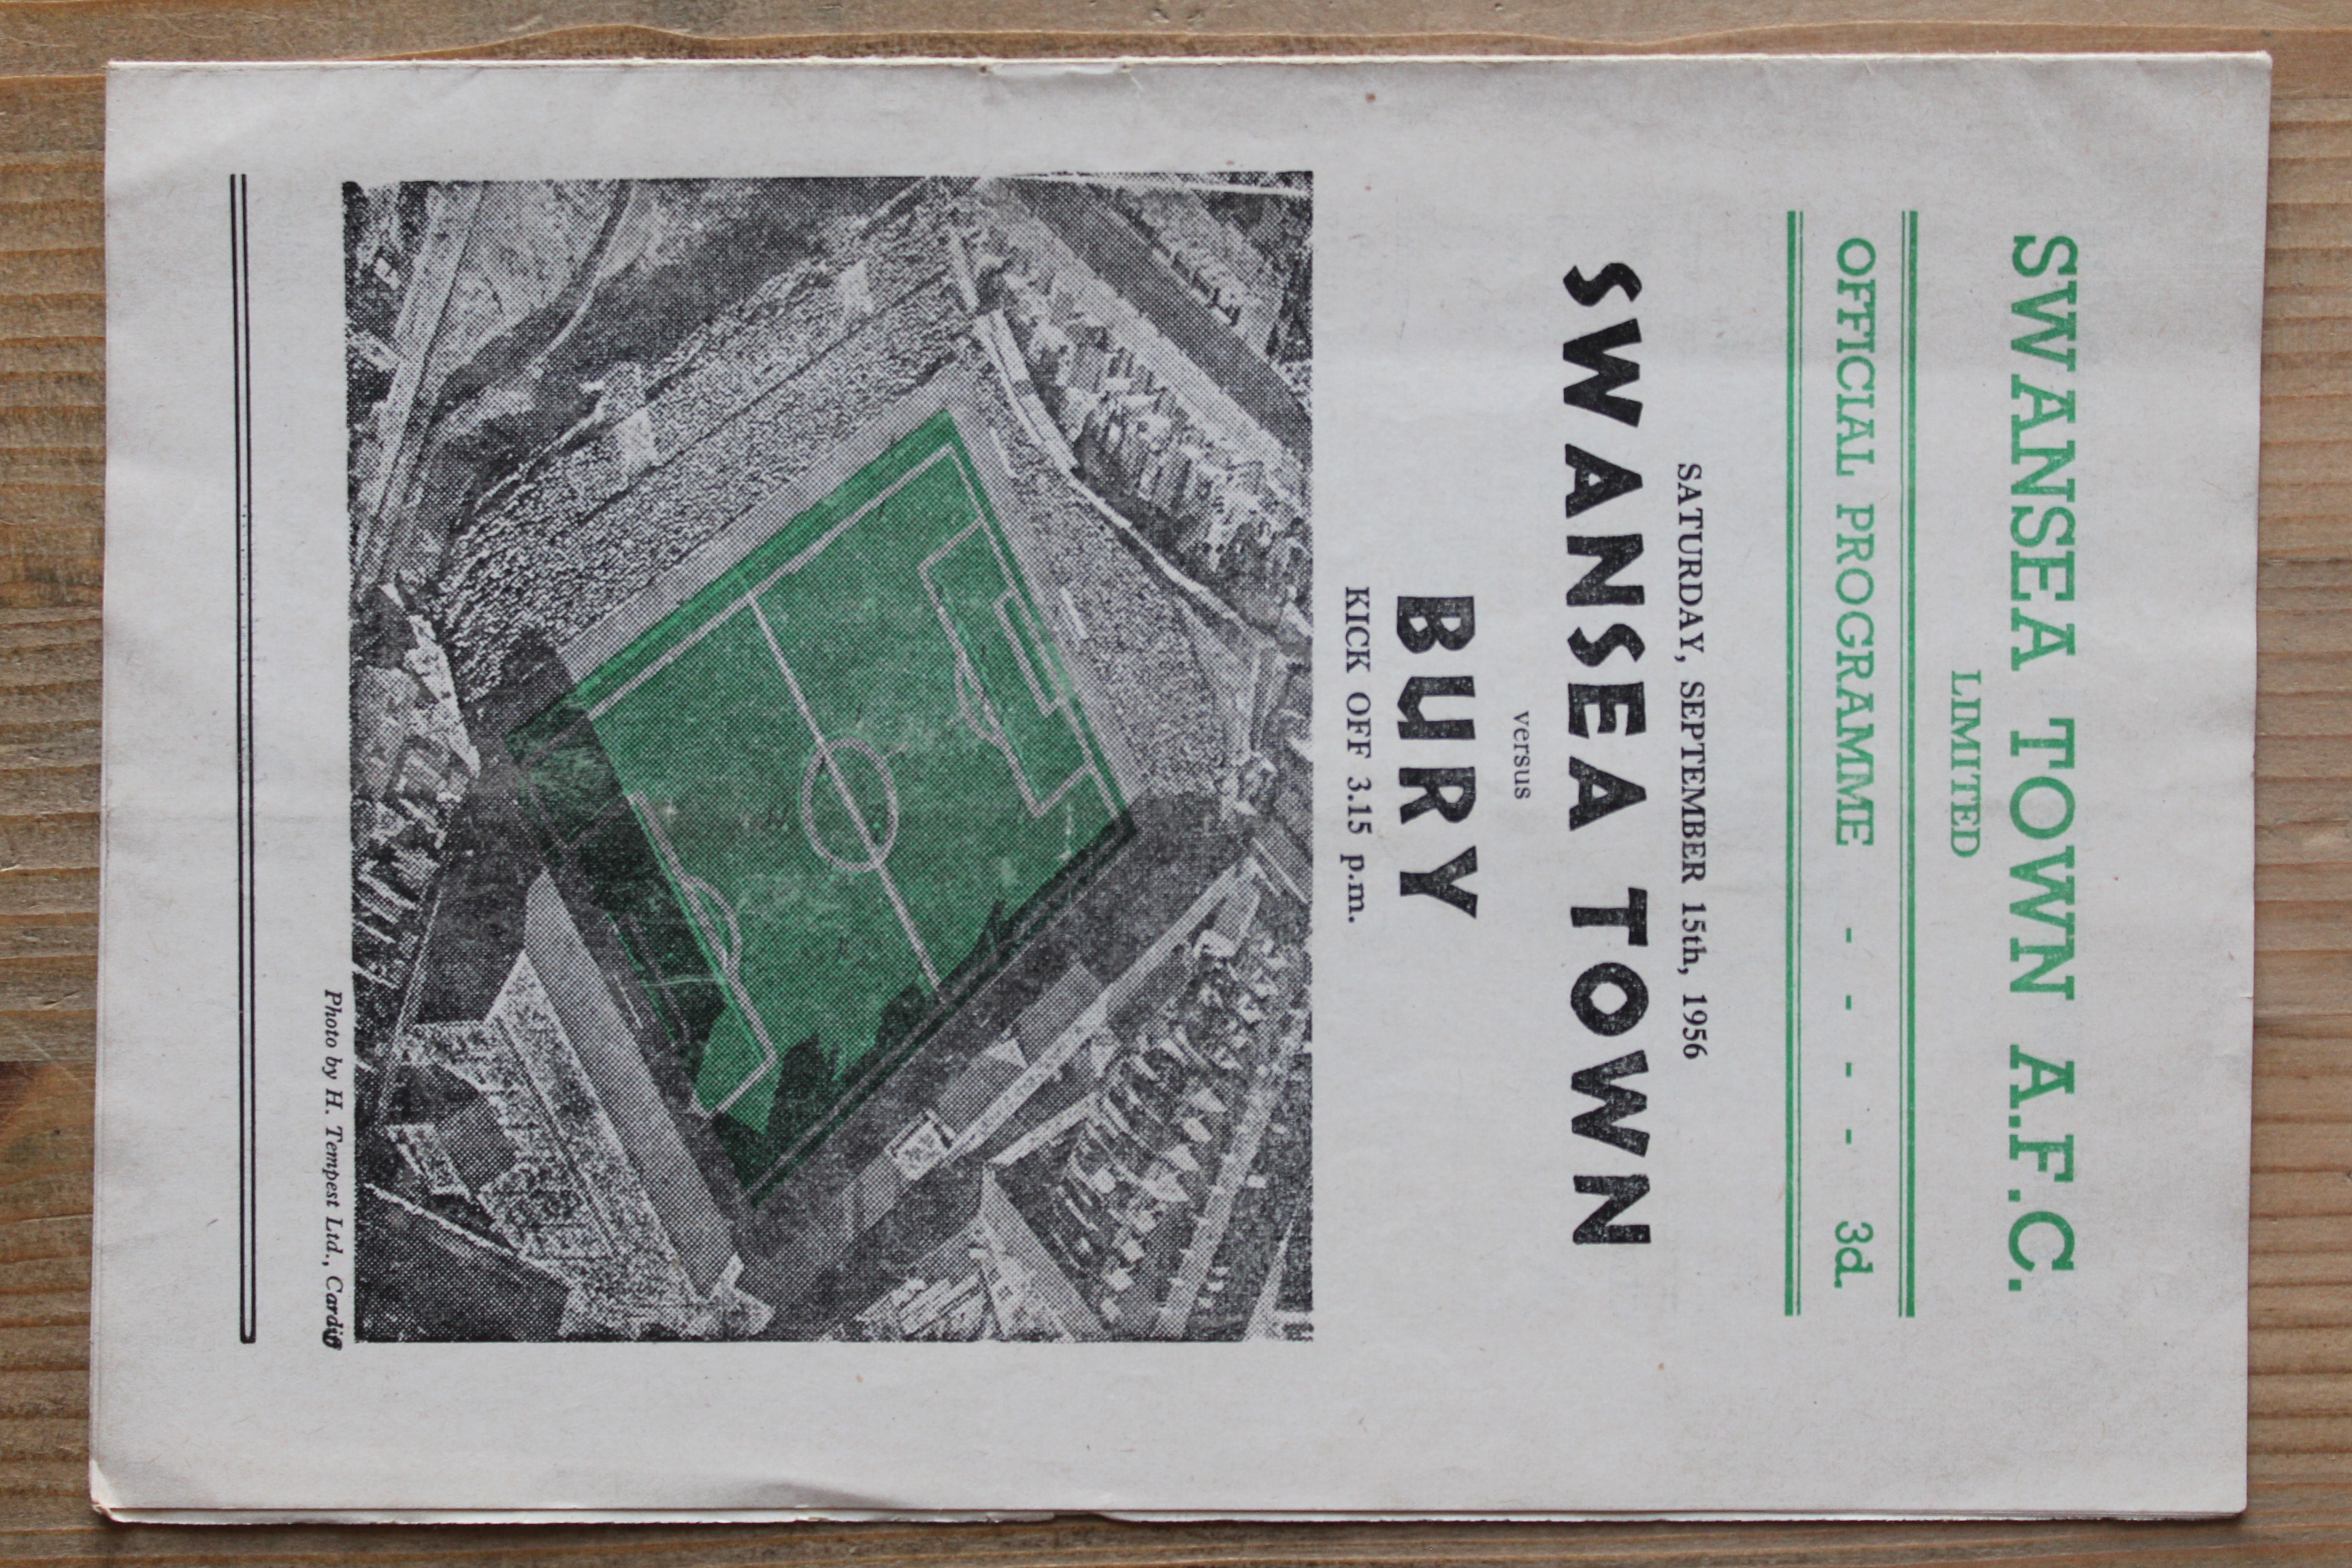 SWANSEA TOWN A.F.C.
LIMITED
OFFICIAL PROGRAMME - - - - 3d.
SATURDAY, SEPTEMBER 15th, 1956
SWANSEA TOWN
versus
BURY
KICK OFF 3.15 p.m.
Photo by H. Tempest Ltd., Cardiff